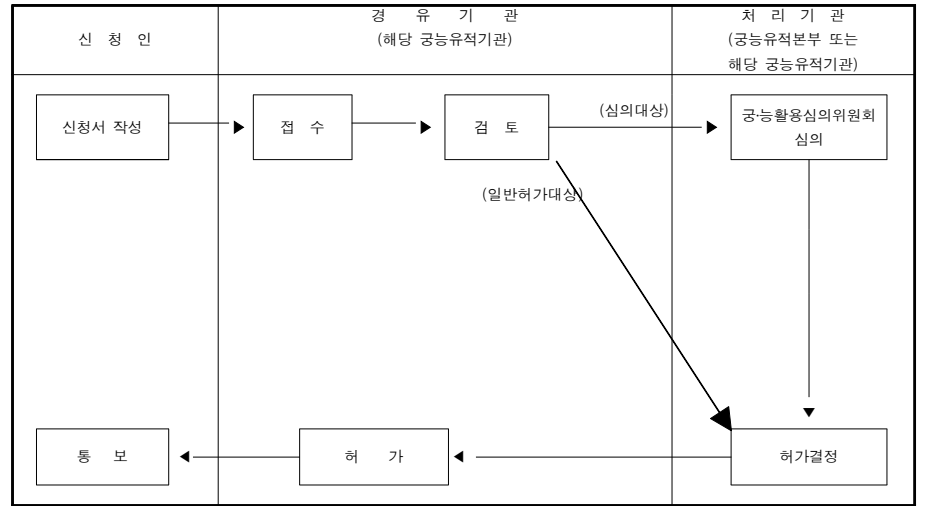 신 청 인
경 유 기 관
(해당 궁능유적기관)
처 리 기 관
(궁능유적본부 또는
해당 궁능유적기관)
신청서 작성
접 수
검 토
(심의대상)
궁·능활용심의위원회
심의
(일반허가대상)
통 보
허 가
허가결정